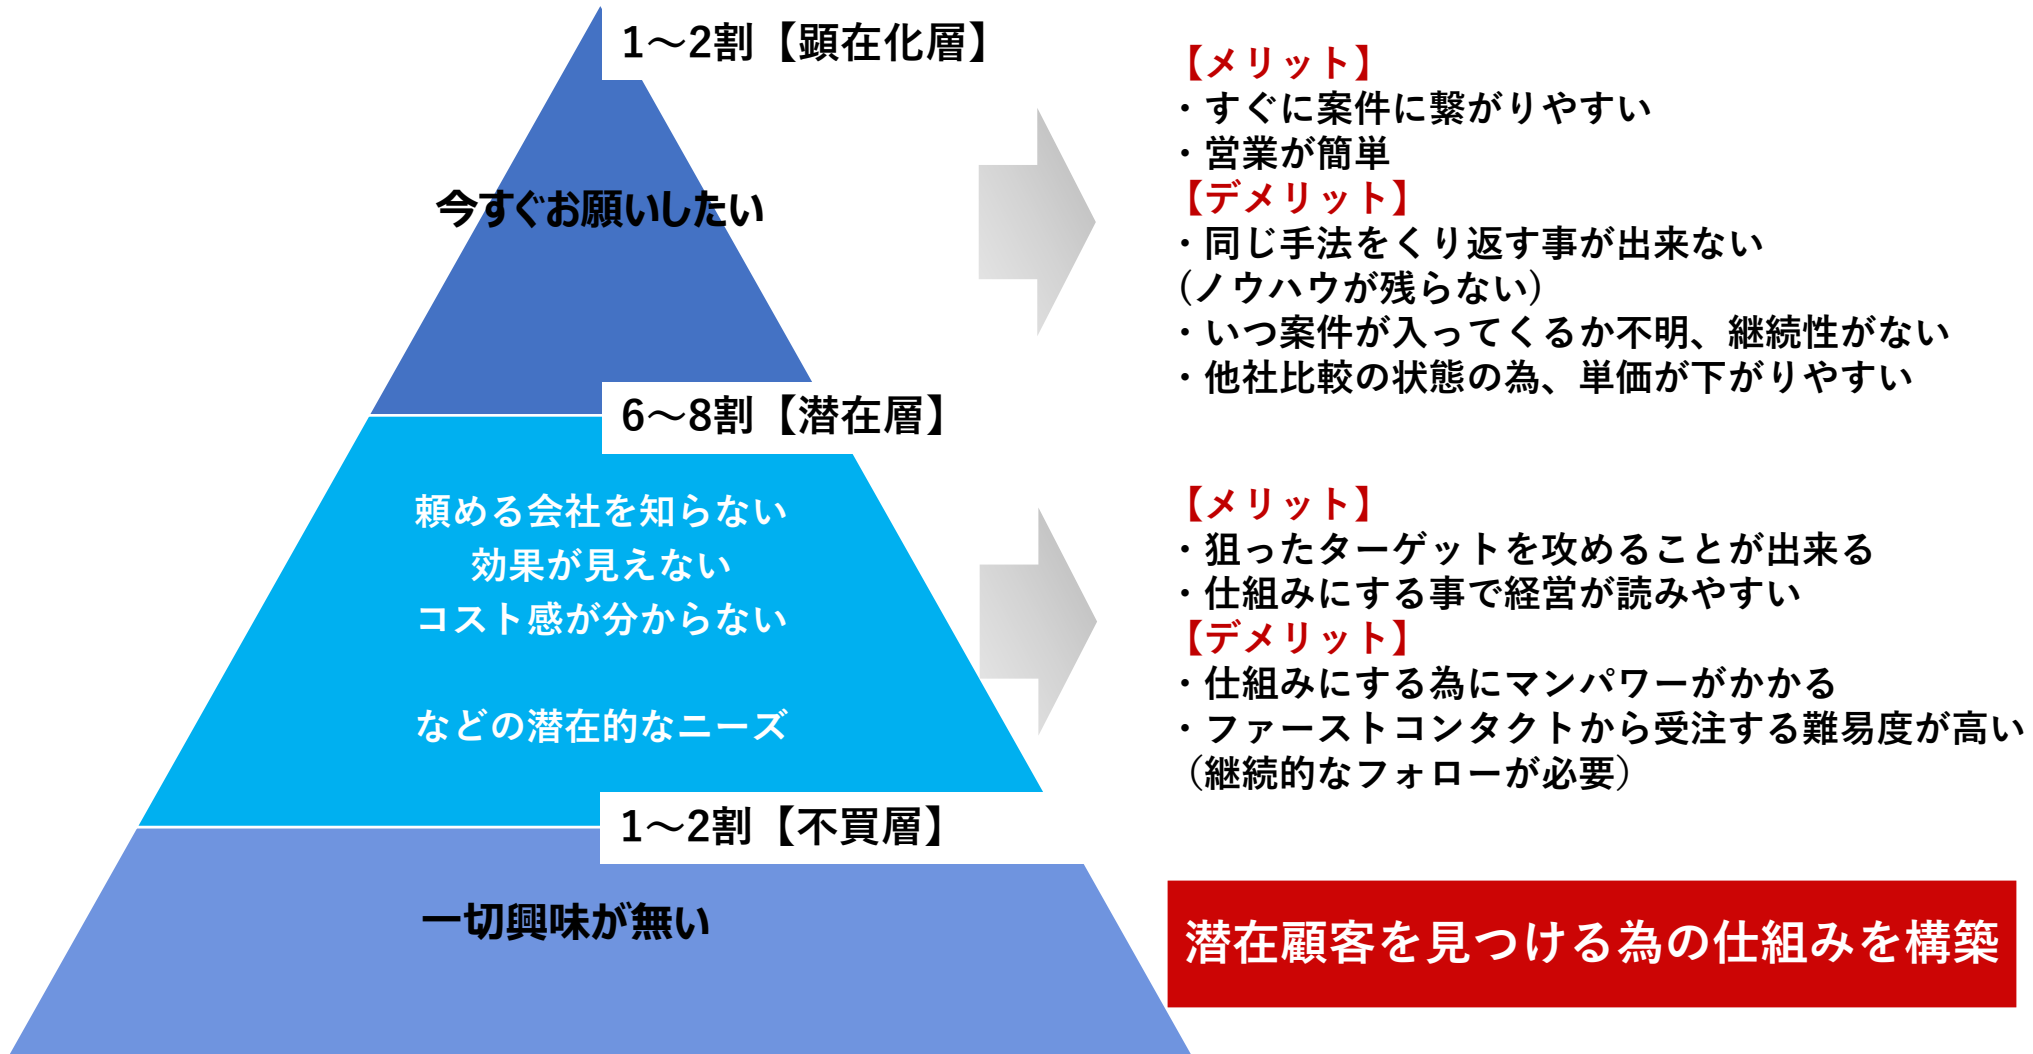 1〜2割【顕在化層】
今すぐお願いしたい
【メリット】
・すぐに案件に繋がりやすい
・営業が簡単
【デメリット】
・同じ手法をくり返す事が出来ない
(ノウハウが残らない)
・いつ案件が入ってくるか不明、継続性がない
・他社比較の状態の為、単価が下がりやすい
6〜8割【潜在層】
頼める会社を知らない
効果が見えない
コスト感が分からない
などの潜在的なニーズ
【メリット】
・狙ったターゲットを攻めることが出来る
・仕組みにする事で経営が読みやすい
【デメリット】
・仕組みにする為にマンパワーがかかる
・ファーストコンタクトから受注する難易度が高い
（継続的なフォローが必要）
1〜2割【不買層】
一切興味が無い
潜在顧客を見つける為の仕組みを構築